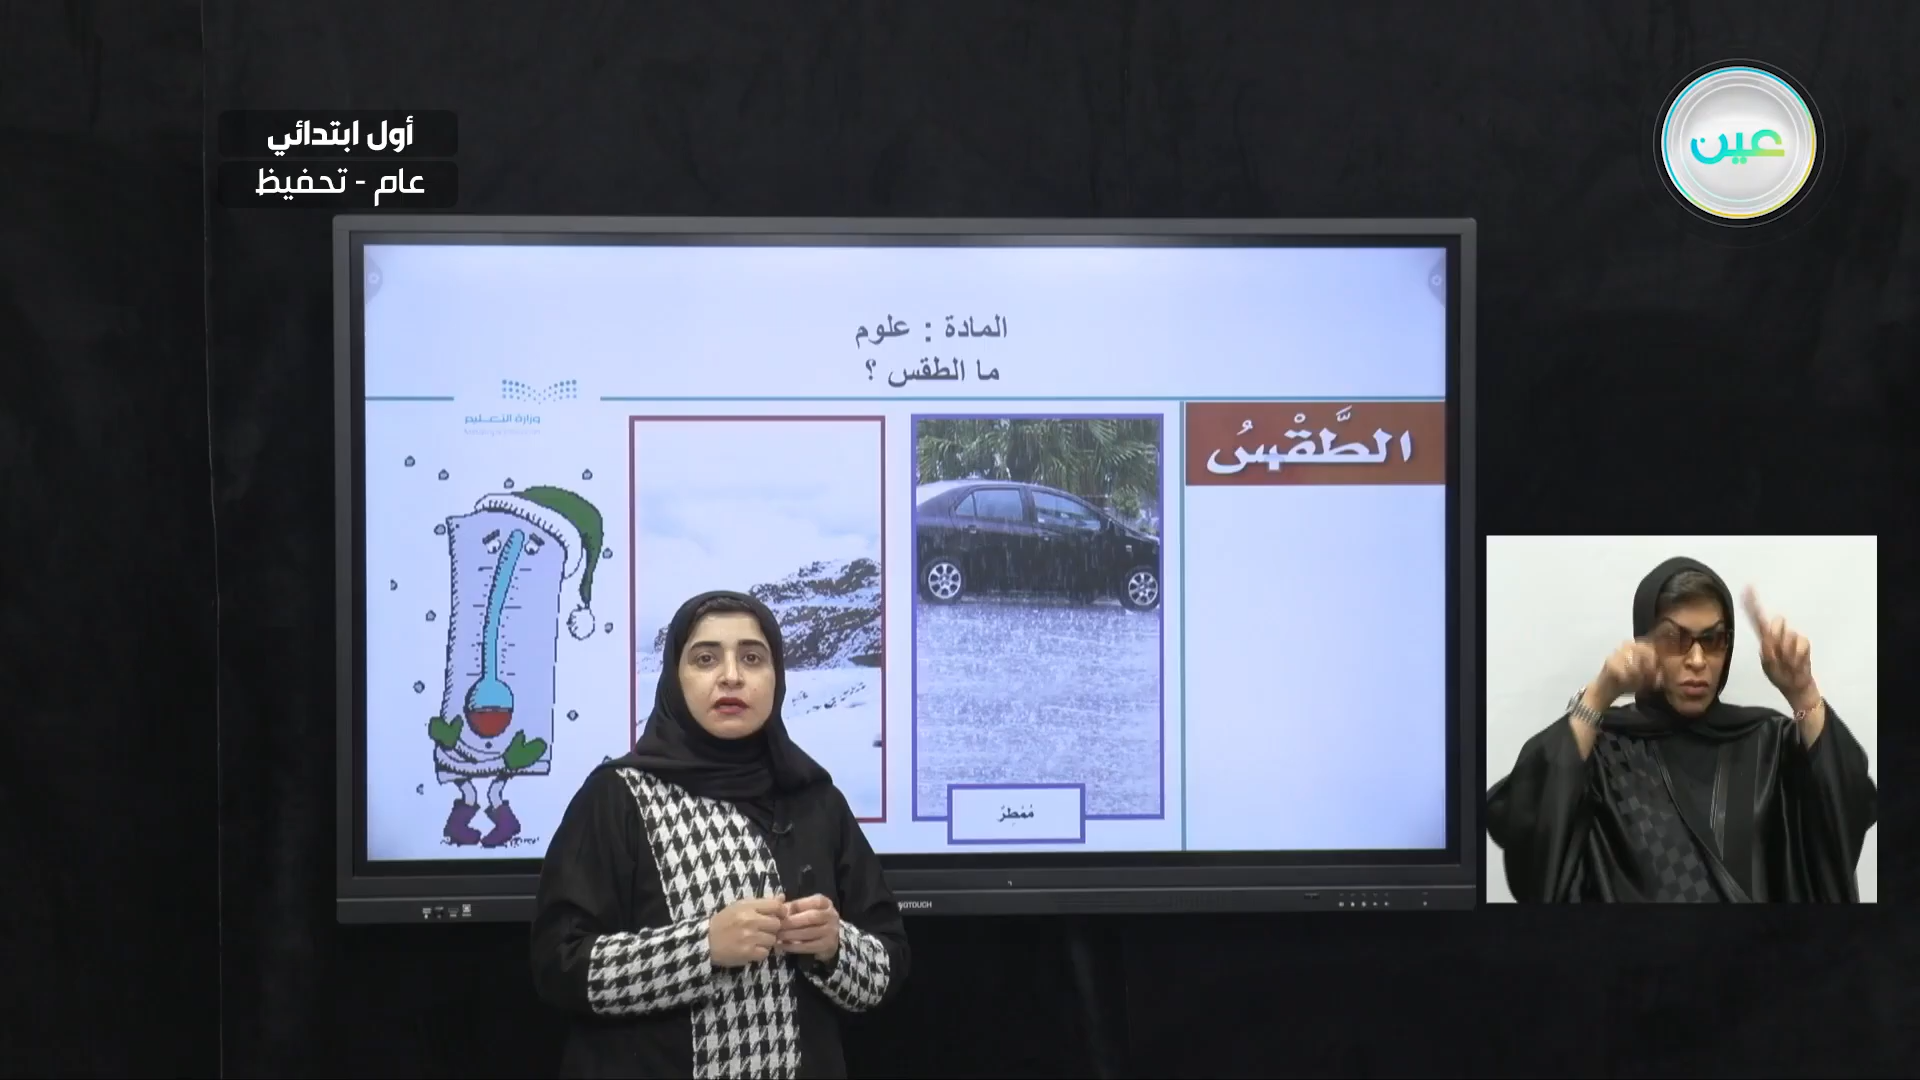 أول ابتدائي
عام - تحفيظ
عين
المادة : علوم
ما الطقس ؟
وزارة التعليم
الطَّقْسُ
مُمْطِرٌ